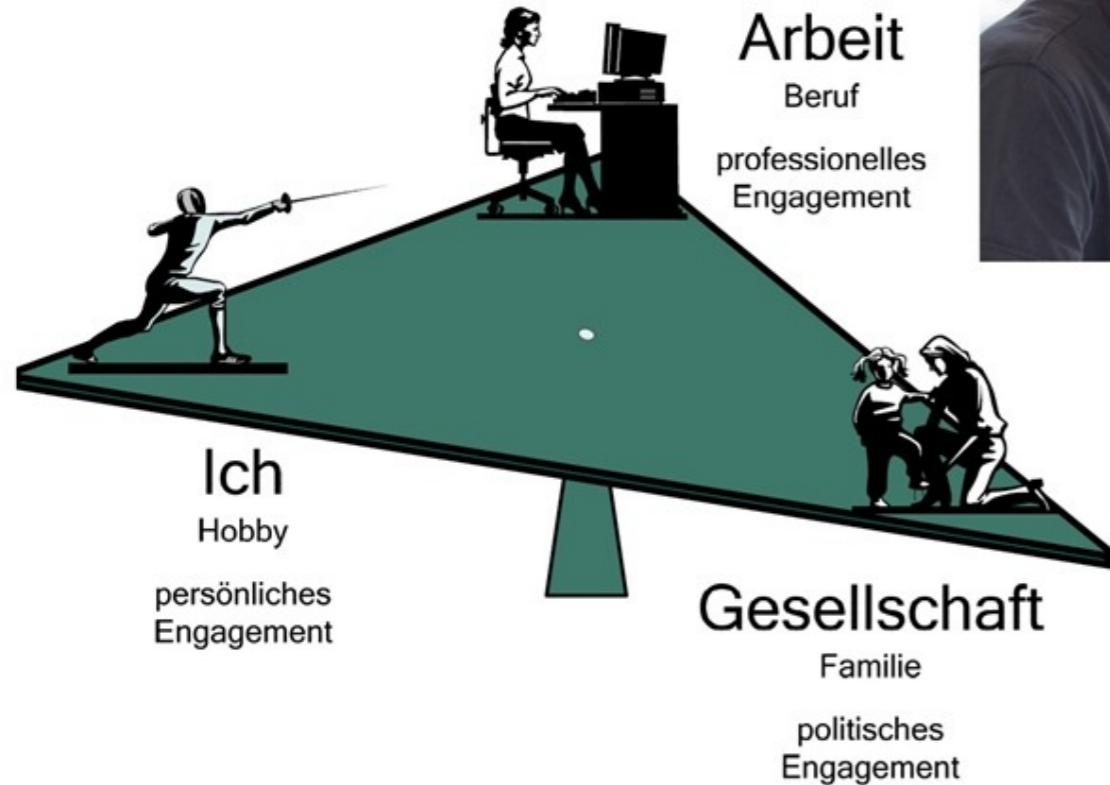 Arbeit
Beruf
professionelles
Engagement
Ich
Hobby
persönliches
Engagement
Gesellschaft
Familie
politisches
Engagement